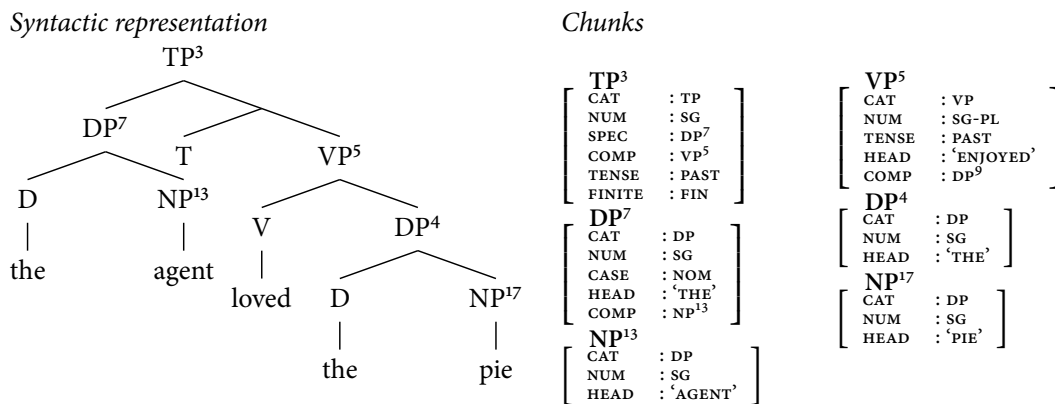 Syntactic representation
TP³
DP⁷
T
VP⁵
D
NP¹³
V
DP⁴
the
agent
loved
D
NP¹⁷
the
pie
Chunks
TP³
CAT : TP
NUM : SG
SPEC : DP⁷
COMP : VP⁵
TENSE : PAST
FINITE : FIN
DP⁷
CAT : DP
NUM : SG
CASE : NOM
HEAD : ‘THE’
COMP : NP¹³
NP¹³
CAT : DP
NUM : SG
HEAD : ‘AGENT’
VP⁵
CAT : VP
NUM : SG-PL
TENSE : PAST
HEAD : ‘ENJOYED’
COMP : DP⁹
DP⁴
CAT : DP
NUM : SG
HEAD : ‘THE’
NP¹⁷
CAT : DP
NUM : SG
HEAD : ‘PIE’